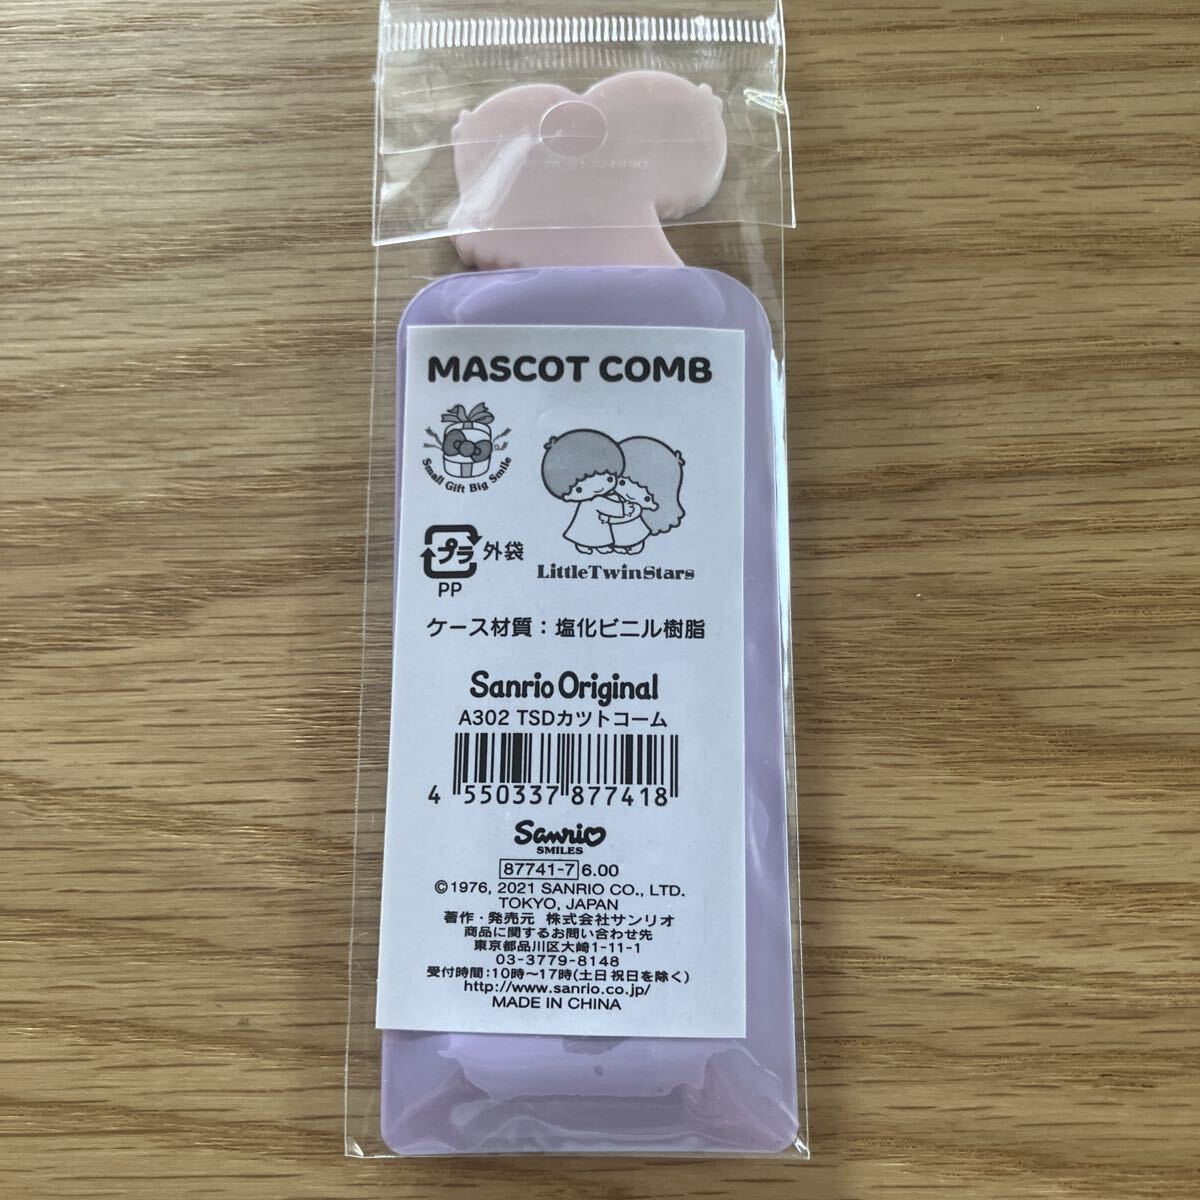 MASCOT COMB
Small Gift Big Smile
プラ 外袋
PP
LittleTwinStars
ケース材質：塩化ビニル樹脂
Sanrio Original
A302 TSDカットコーム
4 550337 877418
Sanrio
SMILES
87741-7 6.00
©1976, 2021 SANRIO CO., LTD.
TOKYO, JAPAN
著作・発売元 株式会社サンリオ
商品に関するお問い合わせ先
東京都品川区大崎1-11-1
03-3779-8148
受付時間：10時～17時(土日祝日を除く)
http://www.sanrio.co.jp/
MADE IN CHINA